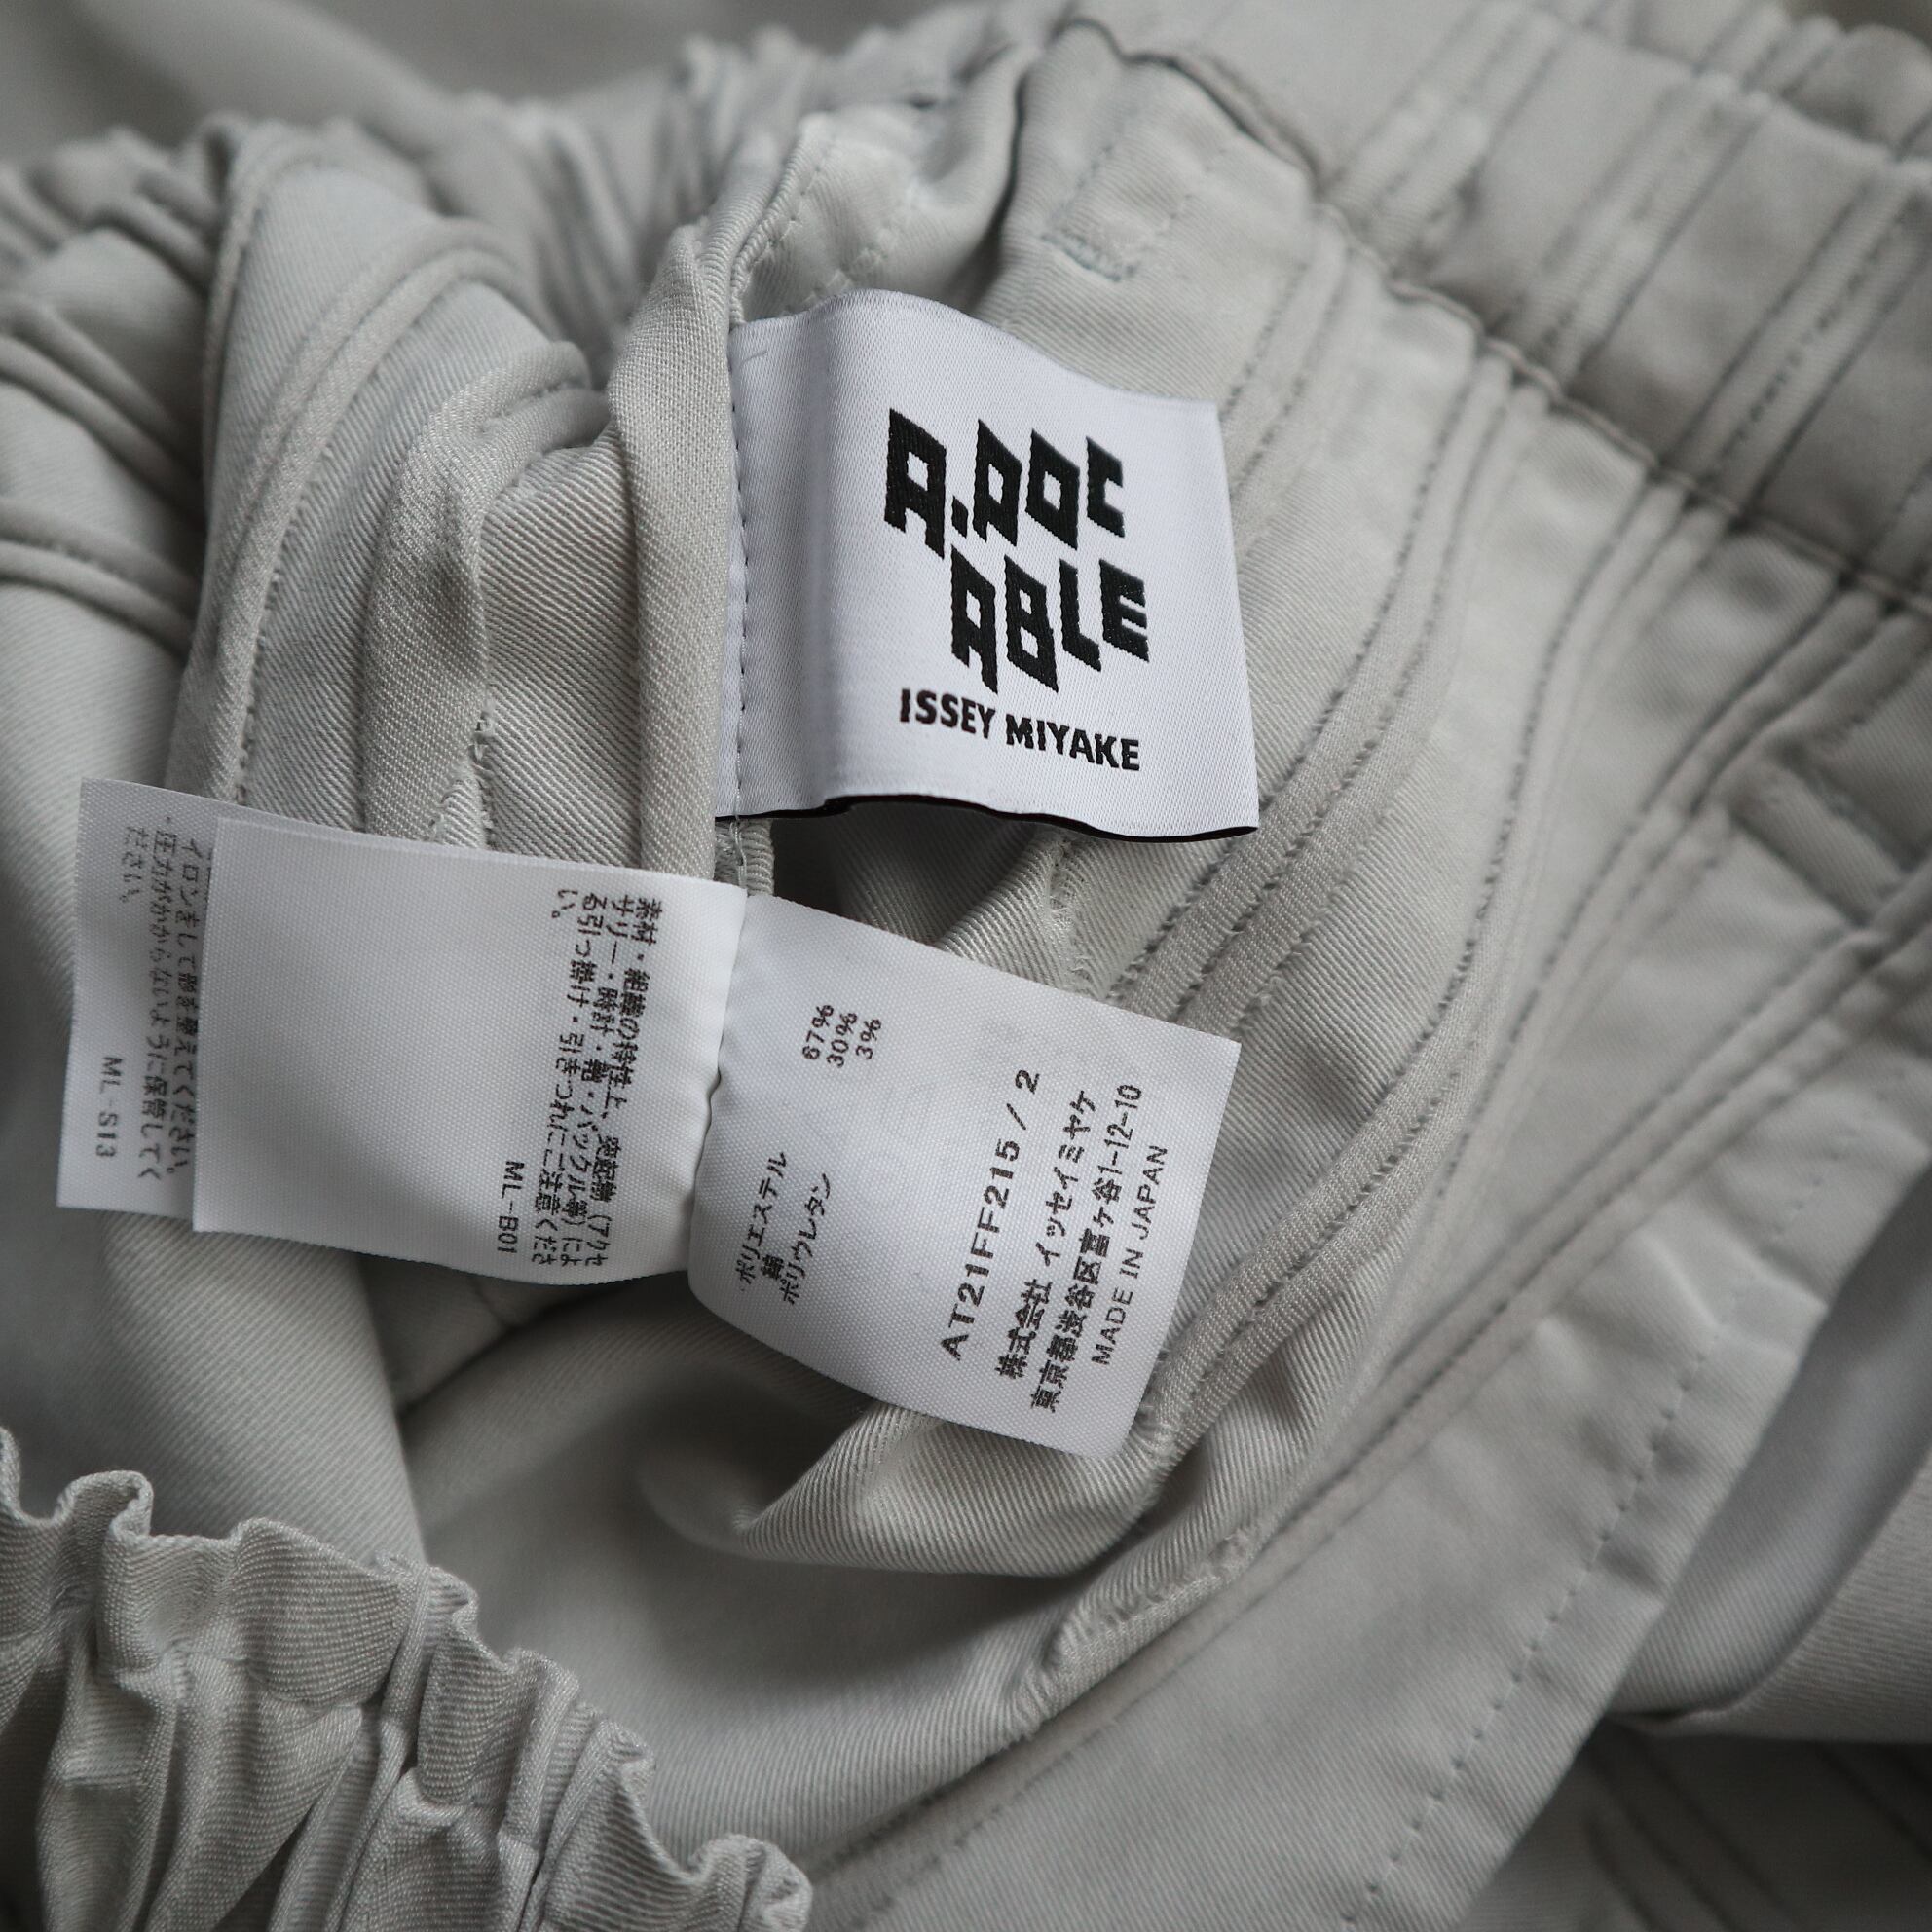 A.POC
ABLE
ISSEY MIYAKE
イロンをして形を整えてください。
・圧力がかからないように保管してく
ださい。
ML-S13
素材・組織の特性上、突起物(アクセ
サリー・時計・鞄・バックル等)によ
る引っ掛け・引きつれにご注意くださ
い。
ML-B01
ポリエステル 67%
綿 30%
ポリウレタン 3%
AT21FF215/2
株式会社 イッセイミヤケ
東京都渋谷区富ヶ谷1-12-10
MADE IN JAPAN